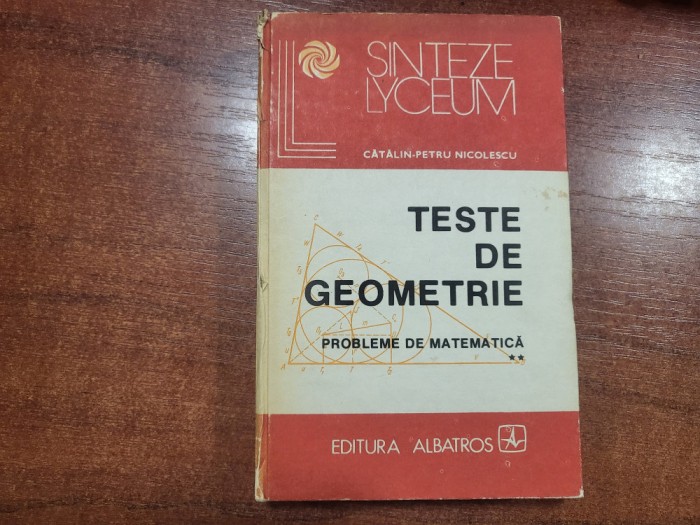 SINTEZE
LYCEUM
CĂTĂLIN-PETRU NICOLESCU
TESTE
DE
GEOMETRIE
PROBLEME DE MATEMATICĂ
**
EDITURA ALBATROS